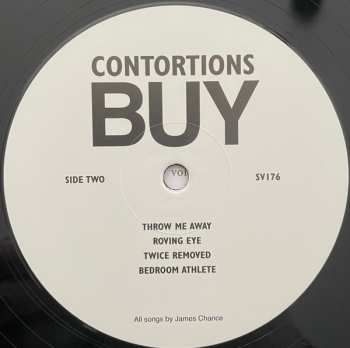 CONTORTIONS
BUY
SIDE TWO
SV176
THROW ME AWAY
ROVING EYE
TWICE REMOVED
BEDROOM ATHLETE
All songs by James Chance